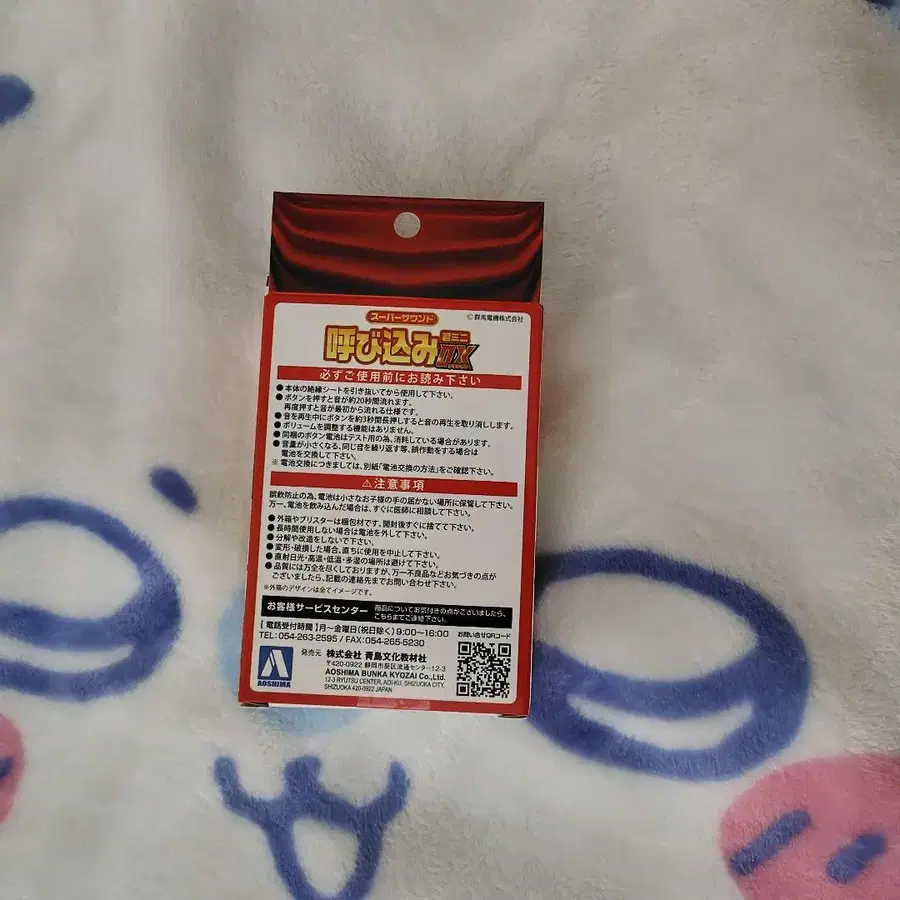 スーパーサウンド
© 群馬電機株式会社
呼び込み君ミニDX
必ずご使用前にお読み下さい
● 本体の絶縁シートを引き抜いてから使用して下さい。
● ボタンを押すと音が約20秒間流れます。
再度押すと音が最初から流れる仕様です。
● 音を再生中にボタンを約3秒間長押しすると音の再生を取り消しします。
● ボリュームを調整する機能はありません。
● 同梱のボタン電池はテスト用の為、消耗している場合があります。
● 音量が小さくなる、同じ音を繰り返す等、誤作動をする場合は
電池を交換して下さい。
※ 電池交換につきましては、別紙「電池交換の方法」をご確認下さい。
⚠注意事項
誤飲防止の為、電池は小さなお子様の手の届かない場所に保管して下さい。
万一、電池を飲み込んだ場合は、すぐに医師に相談して下さい。
● 外箱やブリスターは梱包材です。開封後すぐに捨てて下さい。
● 長時間使用しない場合は電池を外して下さい。
● 分解や改造をしないで下さい。
● 変形・破損した場合、直ちに使用を中止して下さい。
● 直射日光・高温・低温・多湿の場所は避けて下さい。
● 品質には万全を尽くしておりますが、万一不良品などお気づきの点が
ございましたら、記載の連絡先までお問い合わせ下さい。
※外箱のデザインは全てイメージです。
お客様サービスセンター 商品についてお気付きの点がございましたら、
こちらまでご連絡下さい。
【電話受付時間】月〜金曜日(祝日除く) 9:00〜16:00
お問い合せQRコード
TEL:054-263-2595 / FAX:054-265-5230
発売元 株式会社 青島文化教材社
〒420-0922 静岡市葵区流通センター12-3
AOSHIMA BUNKA KYOZAI Co.,Ltd.
12-3 RYUTSU CENTER, AOI-KU, SHIZUOKA CITY,
SHIZUOKA 420-0922 JAPAN
AOSHIMA